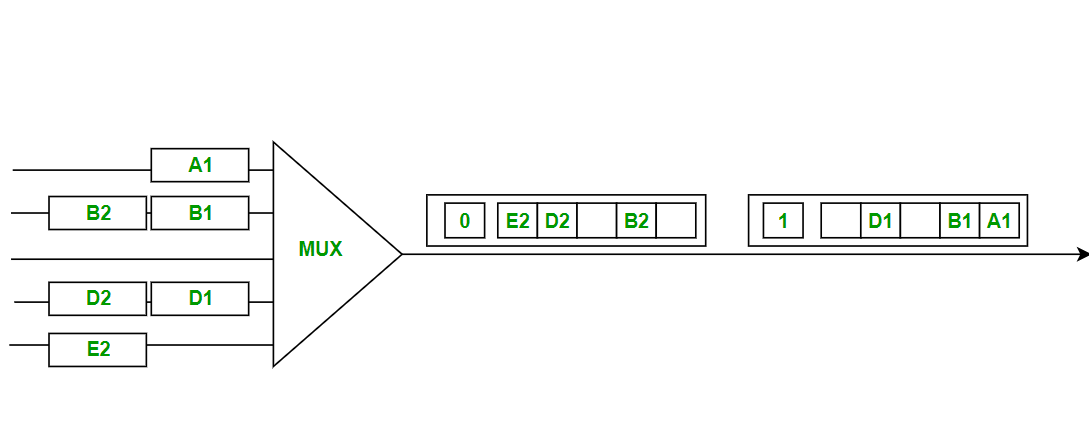 A1
B2 B1
MUX
D2 D1
E2
0 E2 D2 B2
1 D1 B1 A1